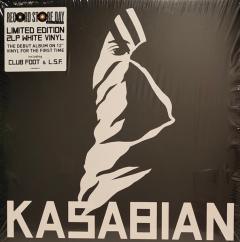 RECORD STORE DAY
LIMITED EDITION
2LP WHITE VINYL
THE DEBUT ALBUM ON 12"
VINYL FOR THE FIRST TIME
including
CLUB FOOT & L.S.F.
KASABIAN